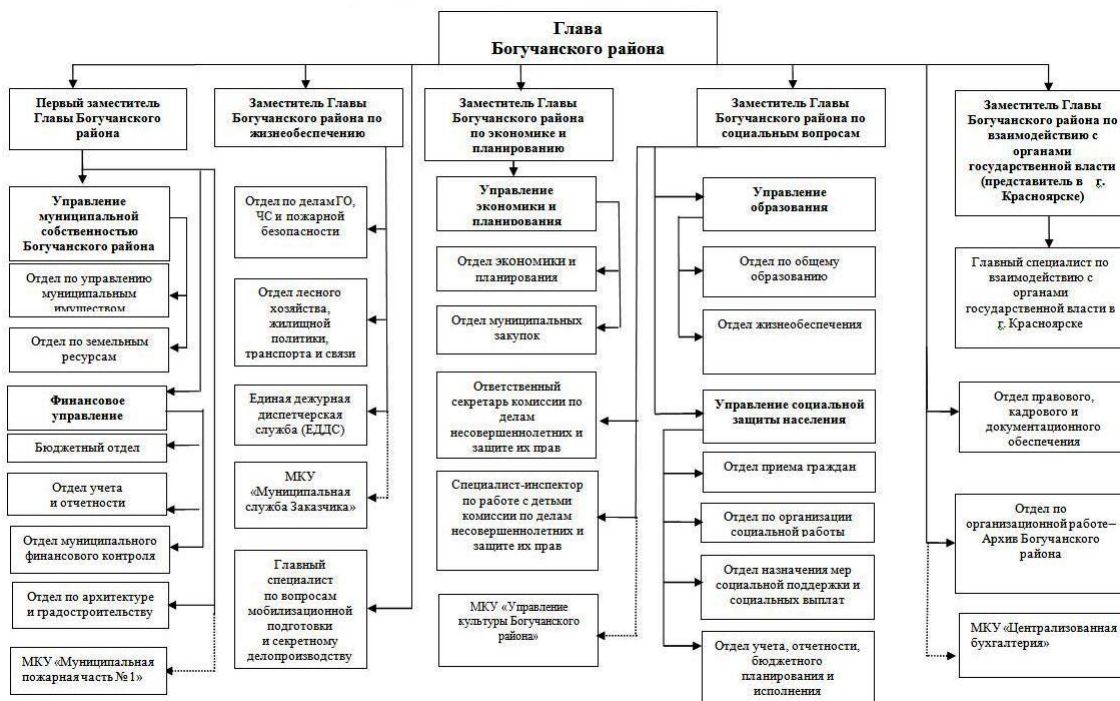 Глава
Богучанского района
Первый заместитель
Главы Богучанского
района
Заместитель Главы
Богучанского района по
жизнеобеспечению
Заместитель Главы
Богучанского района
по экономике и
планированию
Заместитель Главы
Богучанского района по
социальным вопросам
Заместитель Главы
Богучанского района по
взаимодействию с
органами
государственной власти
(представитель в г.
Красноярске)
Управление
муниципальной
собственностью
Богучанского района
Отдел по управлению
муниципальным
имуществом
Отдел по земельным
ресурсам
Финансовое
управление
Бюджетный отдел
Отдел учета
и отчетности
Отдел муниципального
финансового контроля
Отдел по архитектуре
и градостроительству
МКУ «Муниципальная
пожарная часть №1»
Отдел по делам ГО,
ЧС и пожарной
безопасности
Отдел лесного
хозяйства,
жилищной
политики,
транспорта и связи
Единая дежурная
диспетчерская
служба (ЕДДС)
МКУ
«Муниципальная
служба Заказчика»
Главный
специалист
по вопросам
мобилизационной
подготовки
и секретному
делопроизводству
Управление
экономики и
планирования
Отдел экономики и
планирования
Отдел муниципальных
закупок
Ответственный
секретарь комиссии по
делам
несовершеннолетних и
защите их прав
Специалист-инспектор
по работе с детьми
комиссии по делам
несовершеннолетних и
защите их прав
МКУ «Управление
культуры Богучанского
района»
Управление
образования
Отдел по общему
образованию
Отдел жизнеобеспечения
Управление социальной
защиты населения
Отдел приема граждан
Отдел по организации
социальной работы
Отдел назначения мер
социальной поддержки и
социальных выплат
Отдел учета, отчетности,
бюджетного
планирования и
исполнения
Главный специалист по
взаимодействию с
органами
государственной власти в
г. Красноярске
Отдел правового,
кадрового и
документационного
обеспечения
Отдел по
организационной работе–
Архив Богучанского
района
МКУ «Централизованная
бухгалтерия»